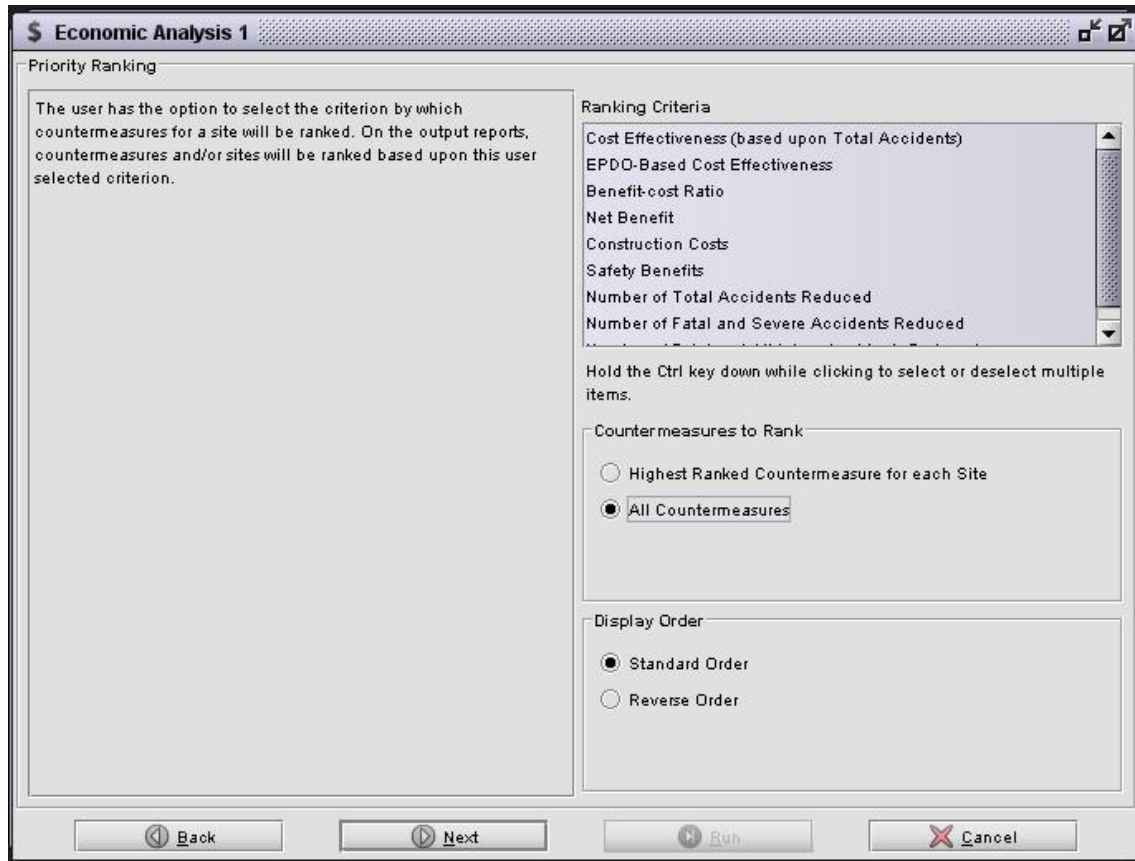 $ Economic Analysis 1
Priority Ranking
The user has the option to select the criterion by which
countermeasures for a site will be ranked. On the output reports,
countermeasures and/or sites will be ranked based upon this user
selected criterion.
Ranking Criteria
Cost Effectiveness (based upon Total Accidents)
EPDO-Based Cost Effectiveness
Benefit-cost Ratio
Net Benefit
Construction Costs
Safety Benefits
Number of Total Accidents Reduced
Number of Fatal and Severe Accidents Reduced
Hold the Ctrl key down while clicking to select or deselect multiple
items.
Countermeasures to Rank
Highest Ranked Countermeasure for each Site
All Countermeasures
Display Order
Standard Order
Reverse Order
Back Next Run Cancel